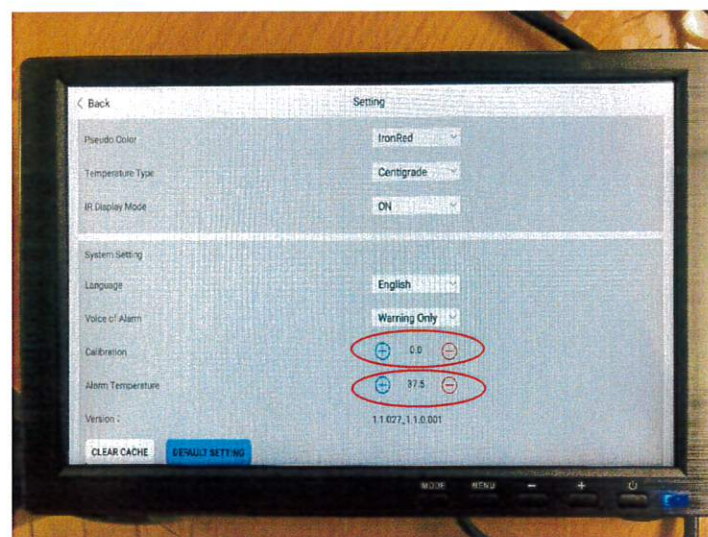 < Back Setting
Pseudo Color IronRed
Temperature Type Centigrade
IR Display Mode ON
System Setting
Language English
Voice of Alarm Warning Only
Calibration + 0.0 −
Alarm Temperature + 37.5 −
Version : 1.1.027_1.1.0.001
CLEAR CACHE DEFAULT SETTING
MODE MENU − +